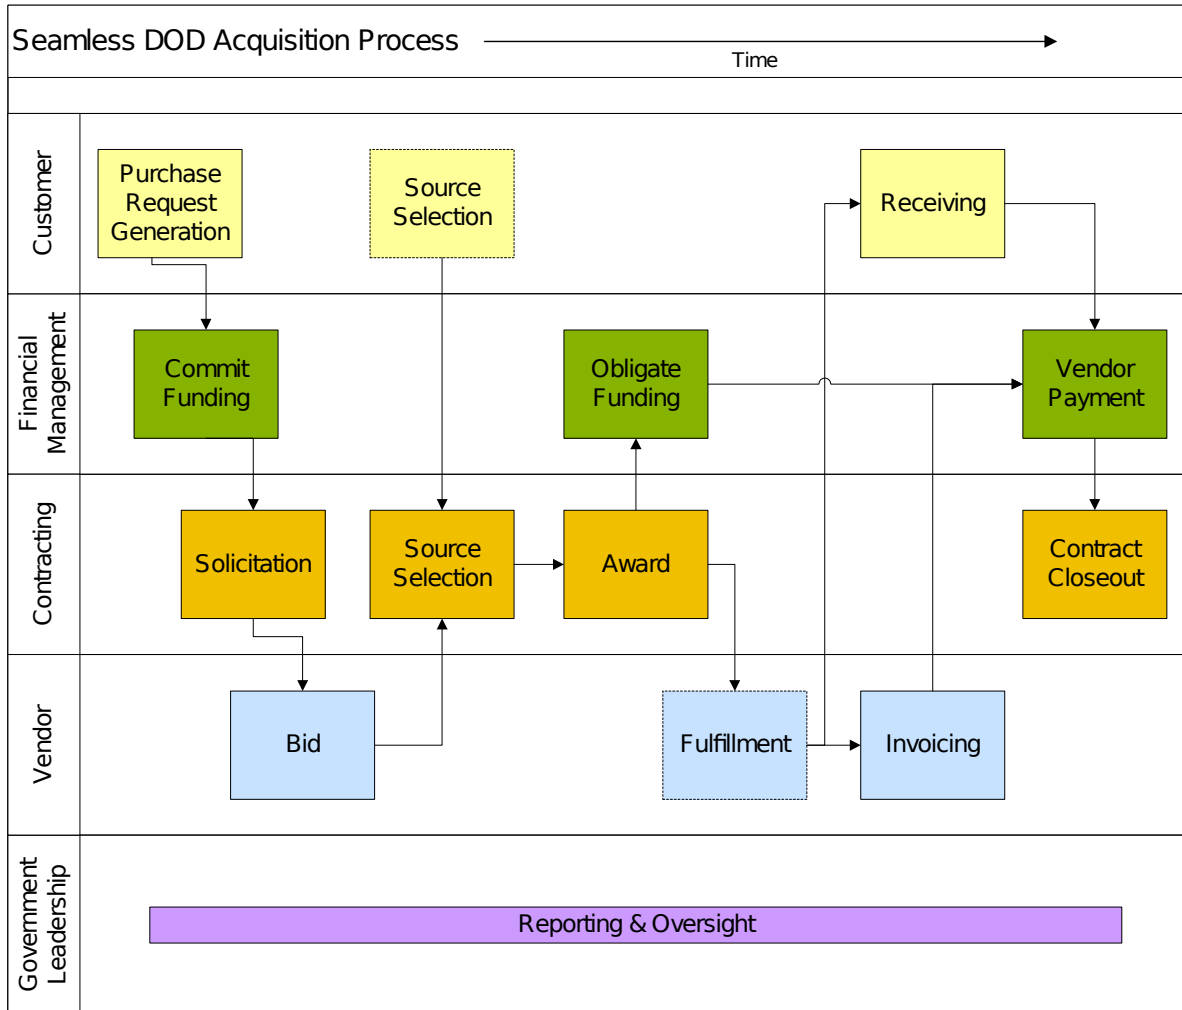 Seamless DOD Acquisition Process
Time
Customer
Purchase
Request
Generation
Source
Selection
Receiving
Financial
Management
Commit
Funding
Obligate
Funding
Vendor
Payment
Contracting
Solicitation
Source
Selection
Award
Contract
Closeout
Vendor
Bid
Fulfillment
Invoicing
Government
Leadership
Reporting & Oversight